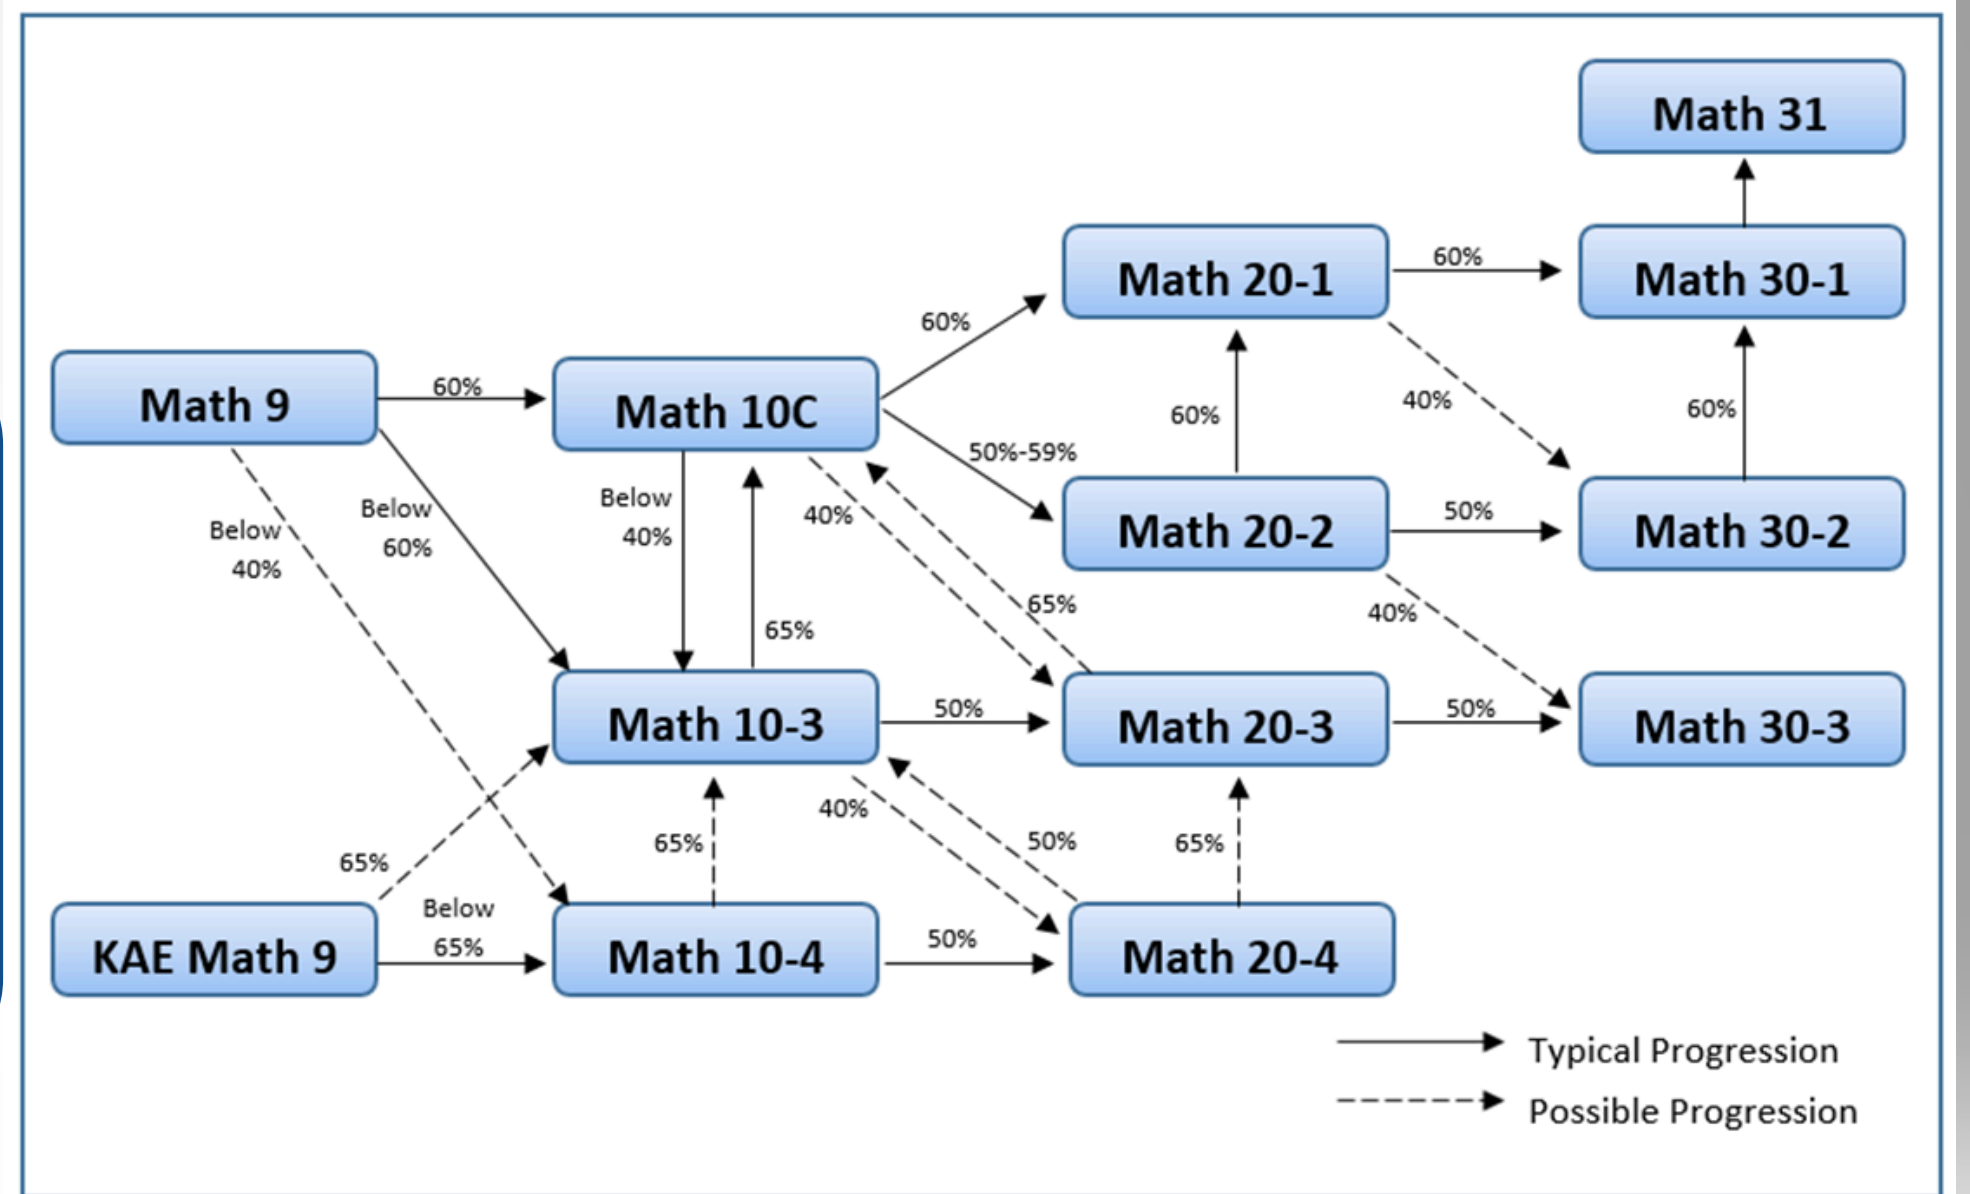 Math 31
Math 20-1
60%
Math 30-1
60%
Math 9
60%
Math 10C
50%-59%
60%
40%
60%
Below
60%
Below
40%
Below
40%
40%
65%
65%
Math 20-2
50%
Math 30-2
40%
Math 10-3
50%
Math 20-3
50%
Math 30-3
65%
65%
40%
50%
65%
KAE Math 9
Below
65%
Math 10-4
50%
Math 20-4
Typical Progression
Possible Progression